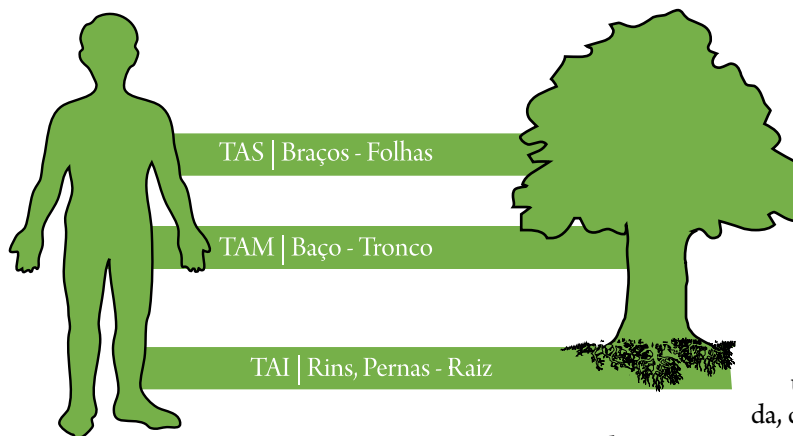 TAS | Braços - Folhas
TAM | Baço - Tronco
TAI | Rins, Pernas - Raiz
da,